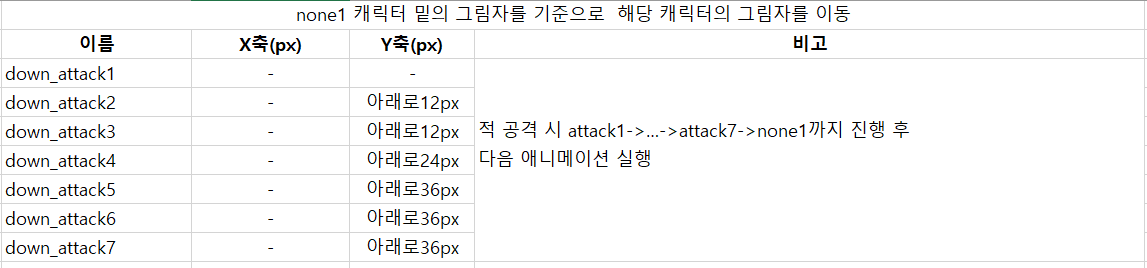 none1 캐릭터 밑의 그림자를 기준으로  해당 캐릭터의 그림자를 이동
이름 X축(px) Y축(px) 비고
down_attack1 - -
down_attack2 - 아래로12px
down_attack3 - 아래로12px 적 공격 시 attack1->...->attack7->none1까지 진행 후
down_attack4 - 아래로24px 다음 애니메이션 실행
down_attack5 - 아래로36px
down_attack6 - 아래로36px
down_attack7 - 아래로36px